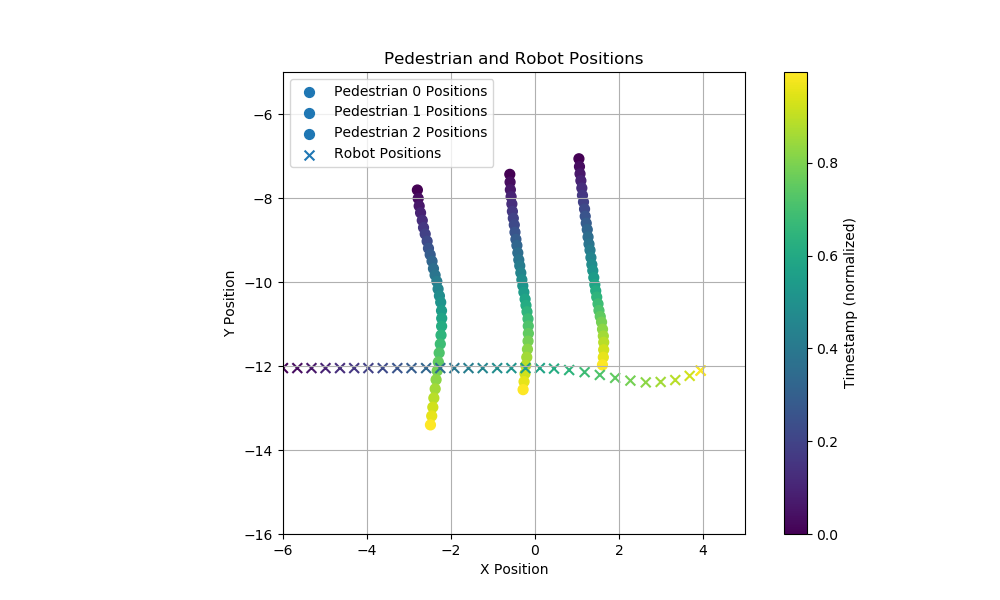 Pedestrian and Robot Positions
Pedestrian 0 Positions
Pedestrian 1 Positions
Pedestrian 2 Positions
Robot Positions
−6
−8
−10
−12
−14
−16
Y Position
−6 −4 −2 0 2 4
X Position
0.8
0.6
0.4
0.2
0.0
Timestamp (normalized)